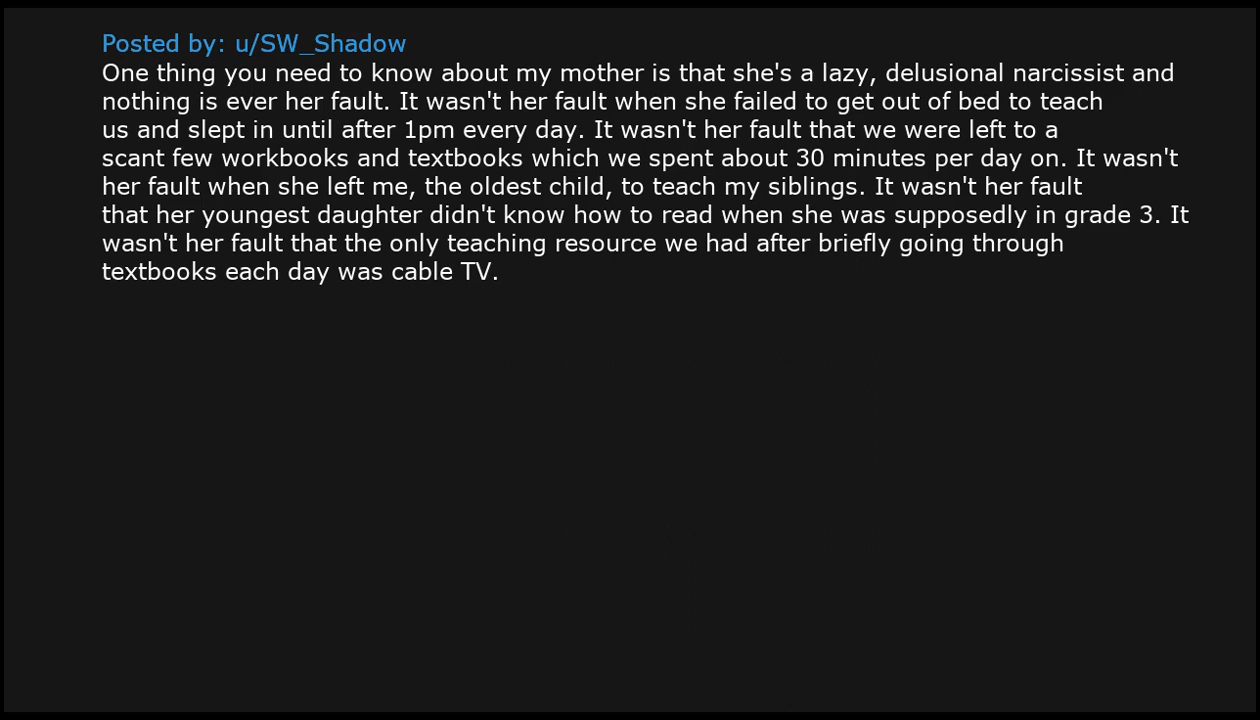 Posted by: u/SW_Shadow
One thing you need to know about my mother is that she's a lazy, delusional narcissist and
nothing is ever her fault. It wasn't her fault when she failed to get out of bed to teach
us and slept in until after 1pm every day. It wasn't her fault that we were left to a
scant few workbooks and textbooks which we spent about 30 minutes per day on. It wasn't
her fault when she left me, the oldest child, to teach my siblings. It wasn't her fault
that her youngest daughter didn't know how to read when she was supposedly in grade 3. It
wasn't her fault that the only teaching resource we had after briefly going through
textbooks each day was cable TV.